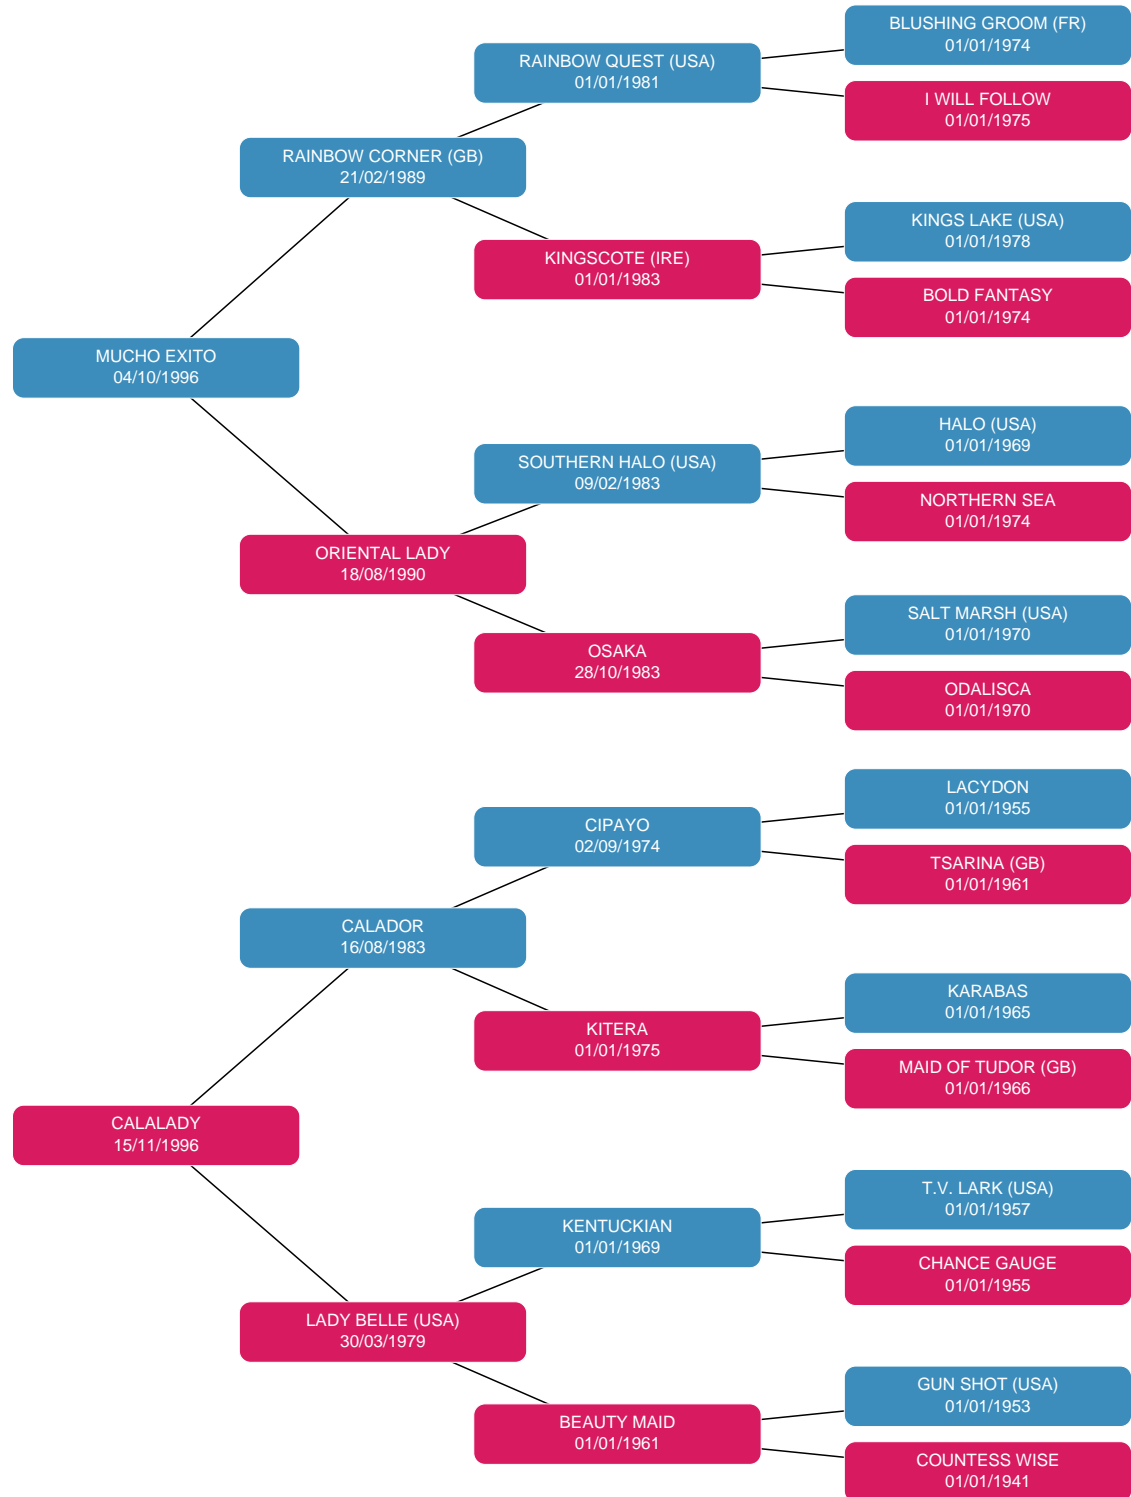 BLUSHING GROOM (FR)
01/01/1974
RAINBOW QUEST (USA)
01/01/1981
I WILL FOLLOW
01/01/1975
RAINBOW CORNER (GB)
21/02/1989
KINGS LAKE (USA)
01/01/1978
KINGSCOTE (IRE)
01/01/1983
BOLD FANTASY
01/01/1974
MUCHO EXITO
04/10/1996
HALO (USA)
01/01/1969
SOUTHERN HALO (USA)
09/02/1983
NORTHERN SEA
01/01/1974
ORIENTAL LADY
18/08/1990
SALT MARSH (USA)
01/01/1970
OSAKA
28/10/1983
ODALISCA
01/01/1970
LACYDON
01/01/1955
CIPAYO
02/09/1974
TSARINA (GB)
01/01/1961
CALADOR
16/08/1983
KARABAS
01/01/1965
KITERA
01/01/1975
MAID OF TUDOR (GB)
01/01/1966
CALALADY
15/11/1996
T.V. LARK (USA)
01/01/1957
KENTUCKIAN
01/01/1969
CHANCE GAUGE
01/01/1955
LADY BELLE (USA)
30/03/1979
GUN SHOT (USA)
01/01/1953
BEAUTY MAID
01/01/1961
COUNTESS WISE
01/01/1941